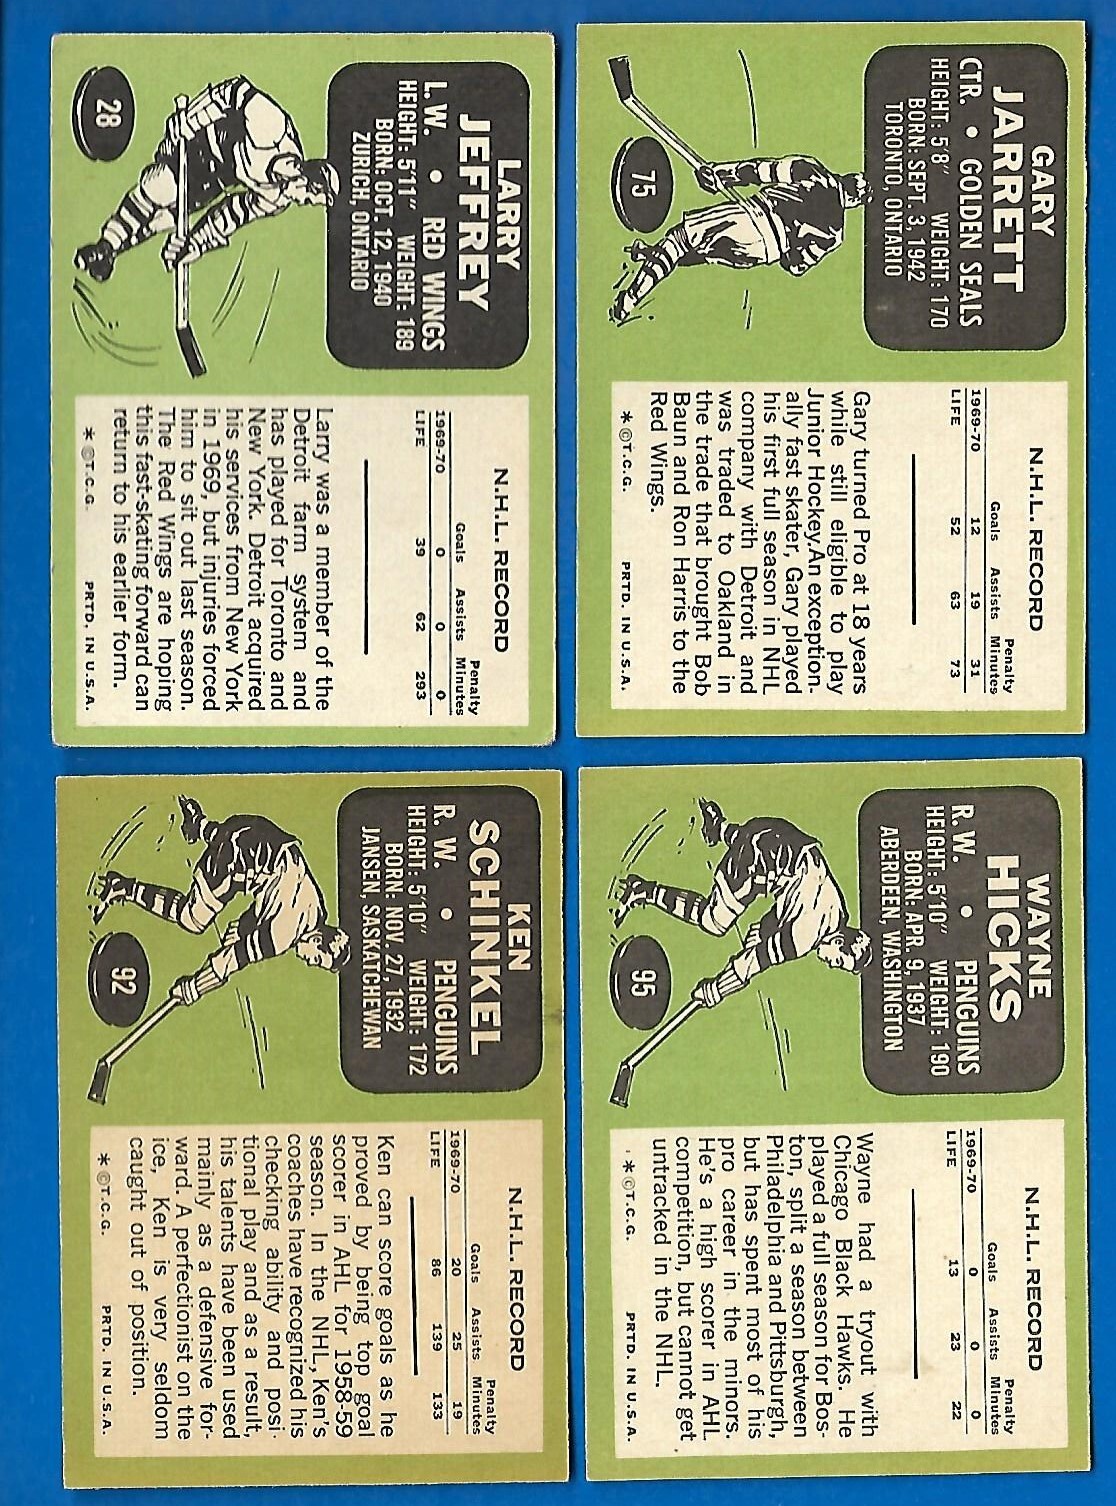 GARY
JARRETT
CTR. • GOLDEN SEALS
HEIGHT: 5'8" WEIGHT: 170
BORN: SEPT. 3, 1942
TORONTO, ONTARIO
75
N.H.L. RECORD
Penalty
Goals Assists Minutes
1969-70 12 19 31
LIFE 52 63 73
Gary turned Pro at 18 years
while still eligible to play
Junior Hockey.An exception-
ally fast skater, Gary played
his first full season in NHL
company with Detroit and
was traded to Oakland in
the trade that brought Bob
Baun and Ron Harris to the
Red Wings.
* ©T.C.G. PRTD. IN U.S.A.
LARRY
JEFFREY
L.W. • RED WINGS
HEIGHT: 5'11" WEIGHT: 189
BORN: OCT. 12, 1940
ZURICH, ONTARIO
28
N.H.L. RECORD
Penalty
Goals Assists Minutes
1969-70 0 0 0
LIFE 39 62 293
Larry was a member of the
Detroit farm system and
has played for Toronto and
New York. Detroit acquired
his services from New York
in 1969, but injuries forced
him to sit out last season.
The Red Wings are hoping
this fast-skating forward can
return to his earlier form.
* ©T.C.G. PRTD. IN U.S.A.
WAYNE
HICKS
R.W. • PENGUINS
HEIGHT: 5'10" WEIGHT: 190
BORN: APR. 9, 1937
ABERDEEN, WASHINGTON
95
N.H.L. RECORD
Penalty
Goals Assists Minutes
1969-70 0 0 0
LIFE 13 23 22
Wayne had a tryout with
Chicago Black Hawks. He
played a full season for Bos-
ton, split a season between
Philadelphia and Pittsburgh,
but has spent most of his
pro career in the minors.
He's a high scorer in AHL
competition, but cannot get
untracked in the NHL.
* ©T.C.G. PRTD. IN U.S.A.
KEN
SCHINKEL
R.W. • PENGUINS
HEIGHT: 5'10" WEIGHT: 172
BORN: NOV. 27, 1932
JANSEN, SASKATCHEWAN
92
N.H.L. RECORD
Penalty
Goals Assists Minutes
1969-70 20 25 19
LIFE 86 139 133
Ken can score goals as he
proved by being top goal
scorer in AHL for 1958-59
season. In the NHL, Ken's
coaches have recognized his
checking ability and posi-
tional play and as a result,
his talents have been used
mainly as a defensive for-
ward. A perfectionist on the
ice, Ken is very seldom
caught out of position.
* ©T.C.G. PRTD. IN U.S.A.